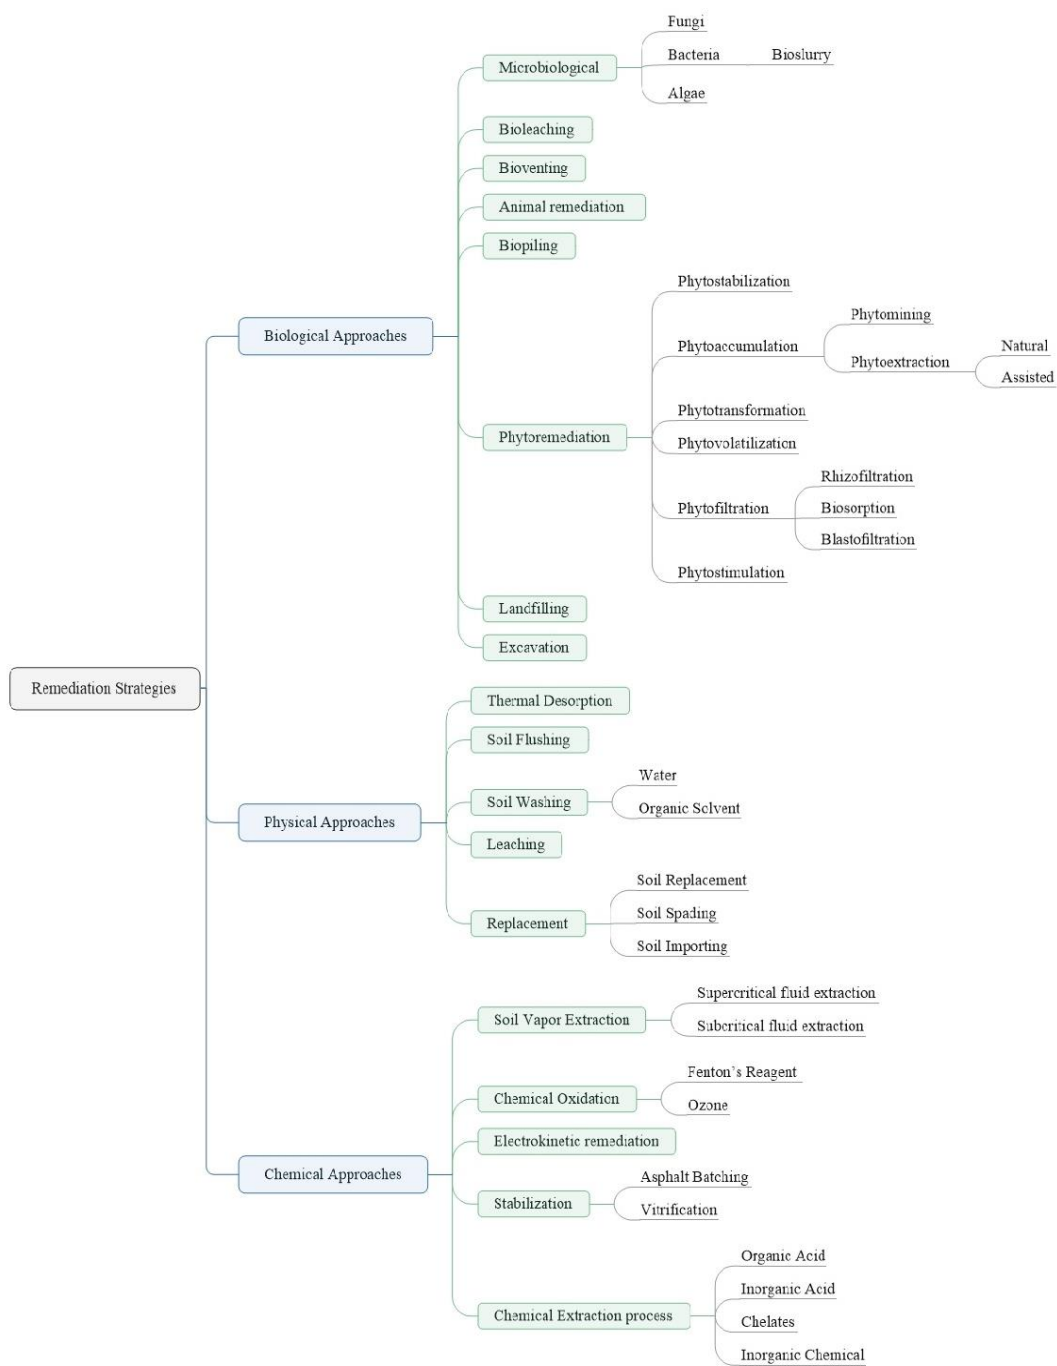 Fungi
Microbiological
Bacteria
Bioslurry
Algae
Bioleaching
Bioventing
Animal remediation
Biopiling
Phytostabilization
Phytomining
Biological Approaches
Phytoaccumulation
Phytoextraction
Natural
Assisted
Phytotransformation
Phytoremediation
Phytovolatilization
Rhizofiltration
Phytofiltration
Biosorption
Blastofiltration
Phytostimulation
Landfilling
Excavation
Remediation Strategies
Thermal Desorption
Soil Flushing
Water
Soil Washing
Organic Solvent
Physical Approaches
Leaching
Soil Replacement
Replacement
Soil Spading
Soil Importing
Supercritical fluid extraction
Soil Vapor Extraction
Subcritical fluid extraction
Fenton’s Reagent
Chemical Oxidation
Ozone
Electrokinetic remediation
Chemical Approaches
Asphalt Batching
Stabilization
Vitrification
Organic Acid
Inorganic Acid
Chemical Extraction process
Chelates
Inorganic Chemical